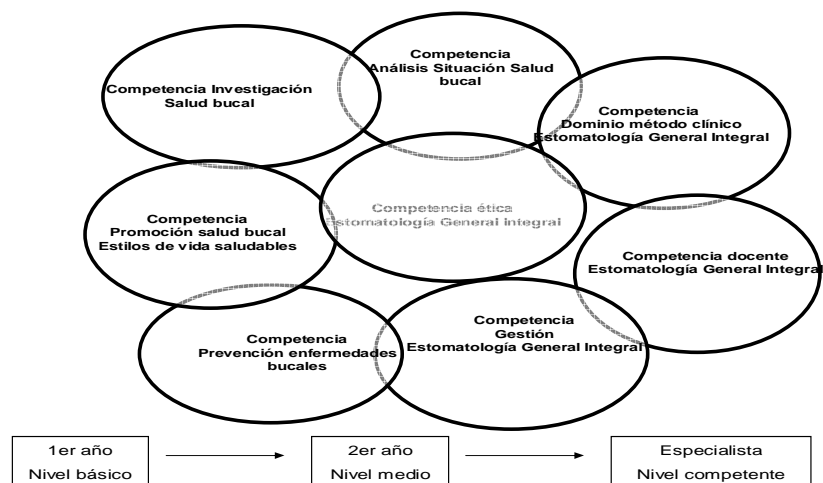 Competencia
Análisis Situación Salud
bucal
Competencia Investigación
Salud bucal
Competencia
Dominio método clínico
Estomatología General Integral
Competencia ética
Estomatología General integral
Competencia
Promoción salud bucal
Estilos de vida saludables
Competencia docente
Estomatología General Integral
Competencia
Gestión
Estomatología General Integral
Competencia
Prevención enfermedades
bucales
1er año
Nivel básico
2er año
Nivel medio
Especialista
Nivel competente